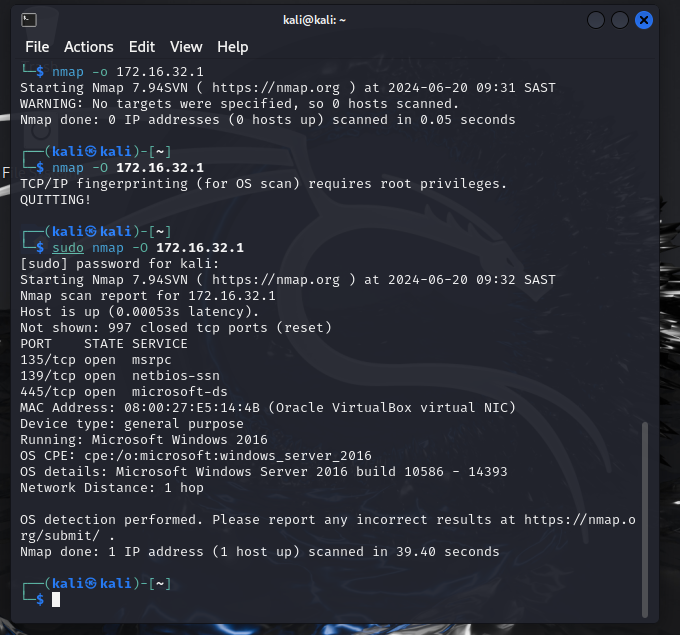 kali@kali: ~
File Actions Edit View Help
└─$ nmap -o 172.16.32.1
Starting Nmap 7.94SVN ( https://nmap.org ) at 2024-06-20 09:31 SAST
WARNING: No targets were specified, so 0 hosts scanned.
Nmap done: 0 IP addresses (0 hosts up) scanned in 0.05 seconds
┌──(kali㉿kali)-[~]
└─$ nmap -O 172.16.32.1
TCP/IP fingerprinting (for OS scan) requires root privileges.
QUITTING!
┌──(kali㉿kali)-[~]
└─$ sudo nmap -O 172.16.32.1
[sudo] password for kali:
Starting Nmap 7.94SVN ( https://nmap.org ) at 2024-06-20 09:32 SAST
Nmap scan report for 172.16.32.1
Host is up (0.00053s latency).
Not shown: 997 closed tcp ports (reset)
PORT    STATE SERVICE
135/tcp open  msrpc
139/tcp open  netbios-ssn
445/tcp open  microsoft-ds
MAC Address: 08:00:27:E5:14:4B (Oracle VirtualBox virtual NIC)
Device type: general purpose
Running: Microsoft Windows 2016
OS CPE: cpe:/o:microsoft:windows_server_2016
OS details: Microsoft Windows Server 2016 build 10586 - 14393
Network Distance: 1 hop
OS detection performed. Please report any incorrect results at https://nmap.o
rg/submit/ .
Nmap done: 1 IP address (1 host up) scanned in 39.40 seconds
┌──(kali㉿kali)-[~]
└─$
F